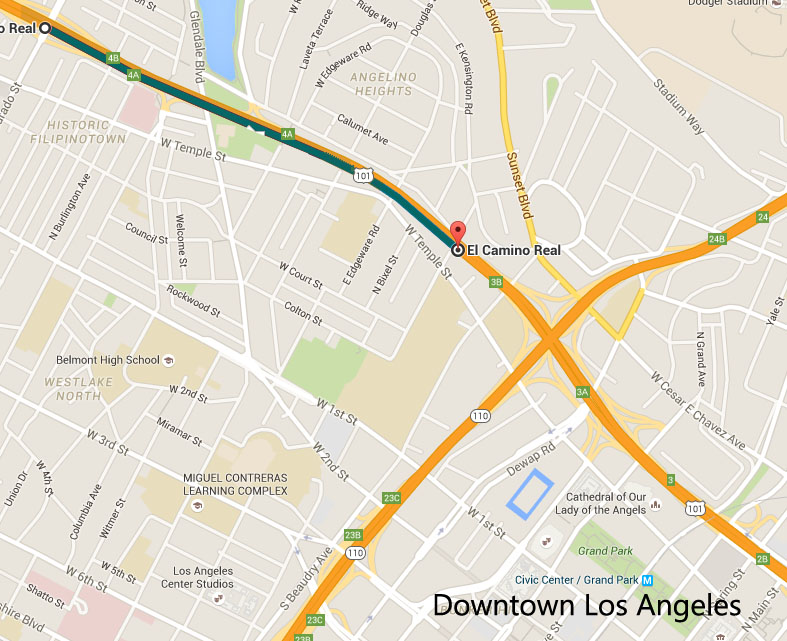 Ridge Way
Douglas St
Sunset Blvd
Dodger Stadium
o Real
Glendale Blvd
Laveta Terrace
W Edgeware Rd
E Kensington Rd
4B
4A
ANGELINO
HEIGHTS
Stadium Way
HISTORIC
FILIPINOTOWN
4A
Calumet Ave
W Temple St
101
Sunset Blvd
N Burlington Ave
Welcome St
Council St
E Edgeware Rd
N Bixel St
W Temple St
El Camino Real
24
24B
W Court St
3B
Rockwood St
Colton St
Yale St
N Grand Ave
Belmont High School
WESTLAKE
NORTH
W 2nd St
W 1st St
110
3A
W Cesar E Chavez Ave
Miramar St
W 3rd St
W 2nd St
Dewap Rd
Union Dr
W 4th St
Columbia Ave
Witmer St
MIGUEL CONTRERAS
LEARNING COMPLEX
23C
W 1st St
Cathedral of Our
Lady of the Angels
3
101
23B
110
Grand Park
2B
W 5th St
W 6th St
Shatto St
Los Angeles
Center Studios
S Beaudry Ave
Civic Center / Grand Park M
Downtown Los Angeles
N Main St
23C
23B